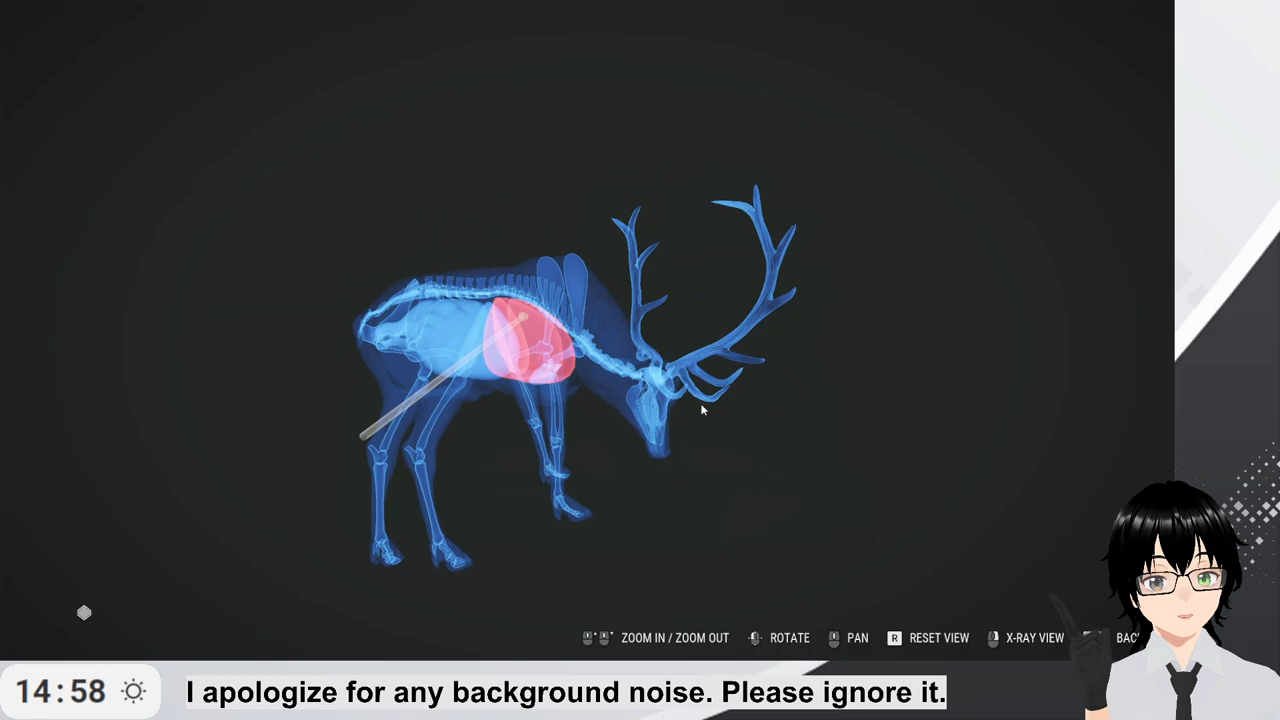 ZOOM IN / ZOOM OUT ROTATE PAN R RESET VIEW X-RAY VIEW
14:58 I apologize for any background noise. Please ignore it.